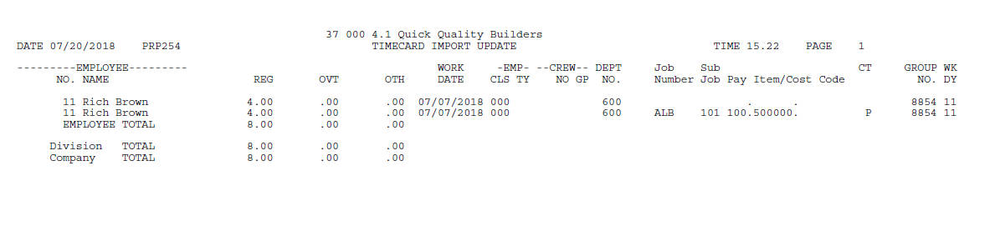 37 000 4.1 Quick Quality Builders
DATE 07/20/2018    PRP254    TIMECARD IMPORT UPDATE    TIME 15.22    PAGE    1
---------EMPLOYEE---------    WORK    -EMP-  --CREW-- DEPT    Job    Sub    CT    GROUP WK
NO. NAME    REG    OVT    OTH    DATE    CLS TY    NO GP  NO.    Number Job Pay Item/Cost Code    NO. DY
11 Rich Brown    4.00    .00    .00  07/07/2018 000    600    .    .    8854 11
11 Rich Brown    4.00    .00    .00  07/07/2018 000    600    ALB    101 100.500000.    P    8854 11
EMPLOYEE TOTAL    8.00    .00    .00
Division   TOTAL    8.00    .00    .00
Company    TOTAL    8.00    .00    .00